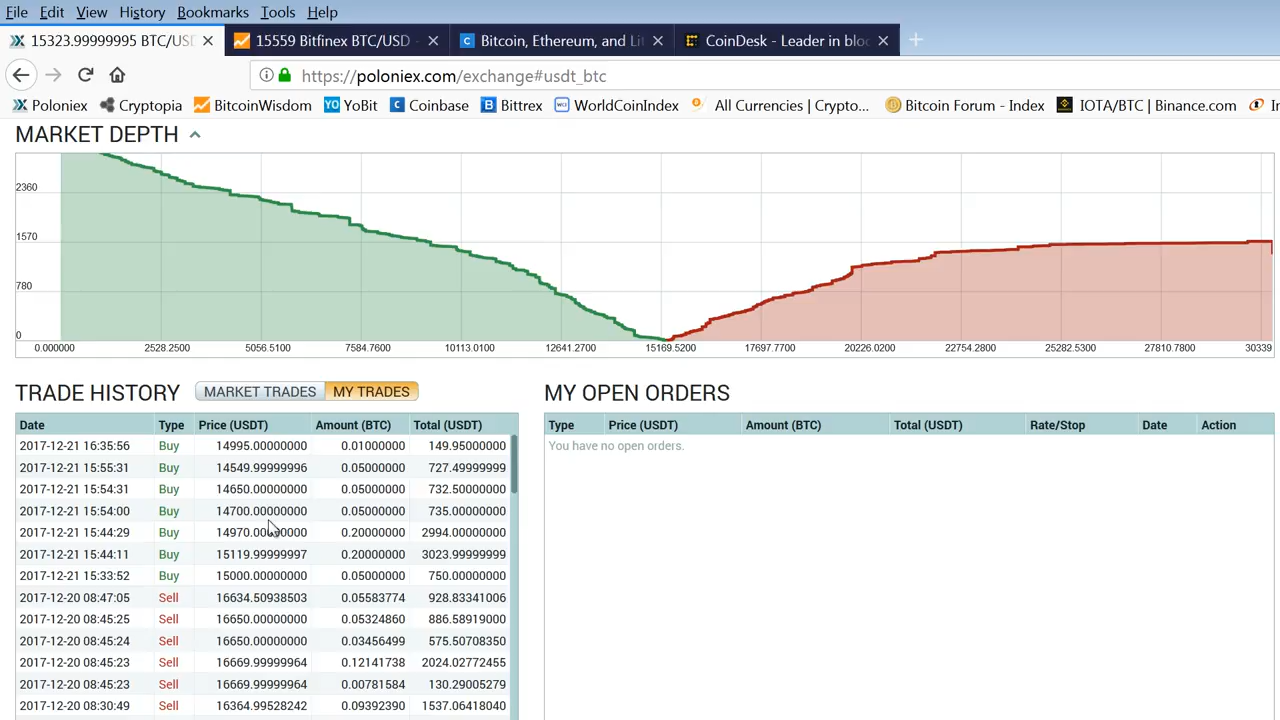 File Edit View History Bookmarks Tools Help
15323.99999995 BTC/USD 15559 Bitfinex BTC/USD - Bitcoin, Ethereum, and Lit CoinDesk - Leader in bloc
https://poloniex.com/exchange#usdt_btc
Poloniex Cryptopia BitcoinWisdom YoBit Coinbase Bittrex WorldCoinIndex All Currencies | Crypto... Bitcoin Forum - Index IOTA/BTC | Binance.com In
MARKET DEPTH
2360
1570
780
0
0.000000 2528.2500 5056.5100 7584.7600 10113.0100 12641.2700 15169.5200 17697.7700 20226.0200 22754.2800 25282.5300 27810.7800 30339
TRADE HISTORY MARKET TRADES MY TRADES MY OPEN ORDERS
Date Type Price (USDT) Amount (BTC) Total (USDT) Type Price (USDT) Amount (BTC) Total (USDT) Rate/Stop Date Action
2017-12-21 16:35:56 Buy 14995.00000000 0.01000000 149.95000000 You have no open orders.
2017-12-21 15:55:31 Buy 14549.99999996 0.05000000 727.49999999
2017-12-21 15:54:31 Buy 14650.00000000 0.05000000 732.50000000
2017-12-21 15:54:00 Buy 14700.00000000 0.05000000 735.00000000
2017-12-21 15:44:29 Buy 14970.00000000 0.20000000 2994.00000000
2017-12-21 15:44:11 Buy 15119.99999997 0.20000000 3023.99999999
2017-12-21 15:33:52 Buy 15000.00000000 0.05000000 750.00000000
2017-12-20 08:47:05 Sell 16634.50938503 0.05583774 928.83341006
2017-12-20 08:45:25 Sell 16650.00000000 0.05324860 886.58919000
2017-12-20 08:45:24 Sell 16650.00000000 0.03456499 575.50708350
2017-12-20 08:45:23 Sell 16669.99999964 0.12141738 2024.02772455
2017-12-20 08:45:23 Sell 16669.99999964 0.00781584 130.29005279
2017-12-20 08:30:49 Sell 16364.99528242 0.09392390 1537.06418040